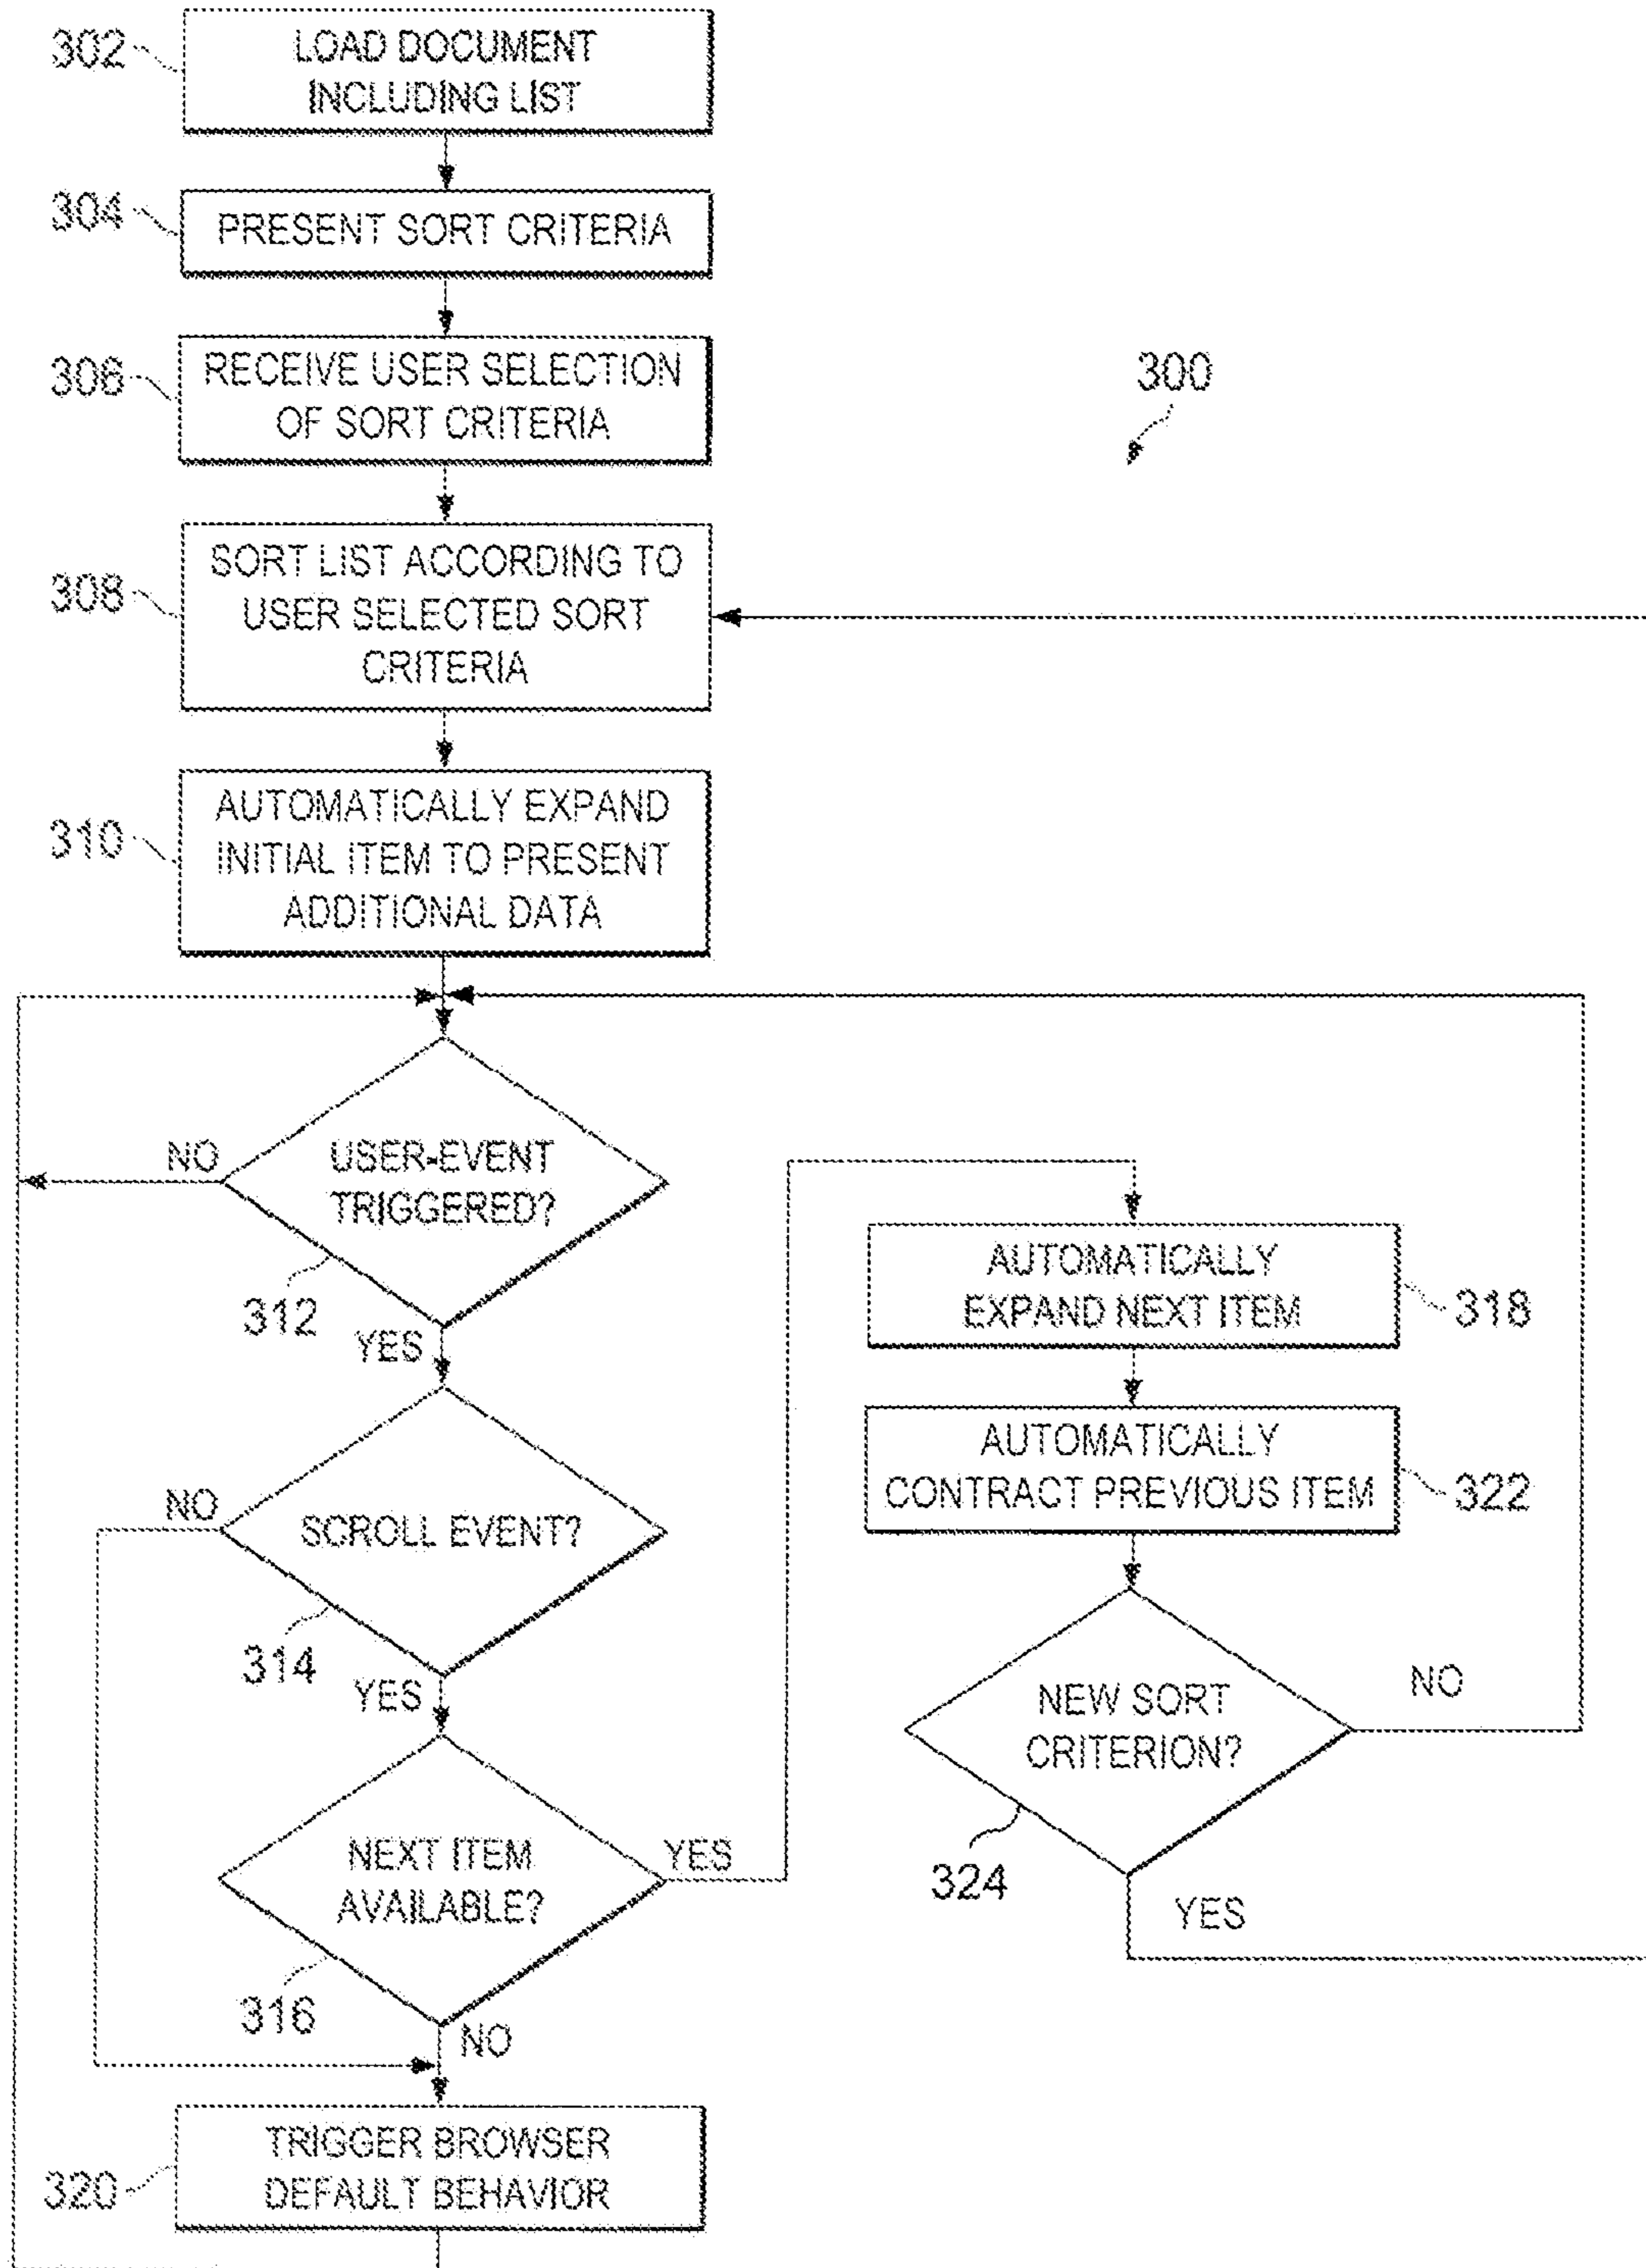 302
LOAD DOCUMENT
INCLUDING LIST
304
PRESENT SORT CRITERIA
306
RECEIVE USER SELECTION
OF SORT CRITERIA
300
308
SORT LIST ACCORDING TO
USER SELECTED SORT
CRITERIA
310
AUTOMATICALLY EXPAND
INITIAL ITEM TO PRESENT
ADDITIONAL DATA
NO
USER-EVENT
TRIGGERED?
312
YES
NO
SCROLL EVENT?
314
YES
NEXT ITEM
AVAILABLE?
YES
316
NO
320
TRIGGER BROWSER
DEFAULT BEHAVIOR
AUTOMATICALLY
EXPAND NEXT ITEM
318
AUTOMATICALLY
CONTRACT PREVIOUS ITEM
322
NEW SORT
CRITERION?
NO
324
YES